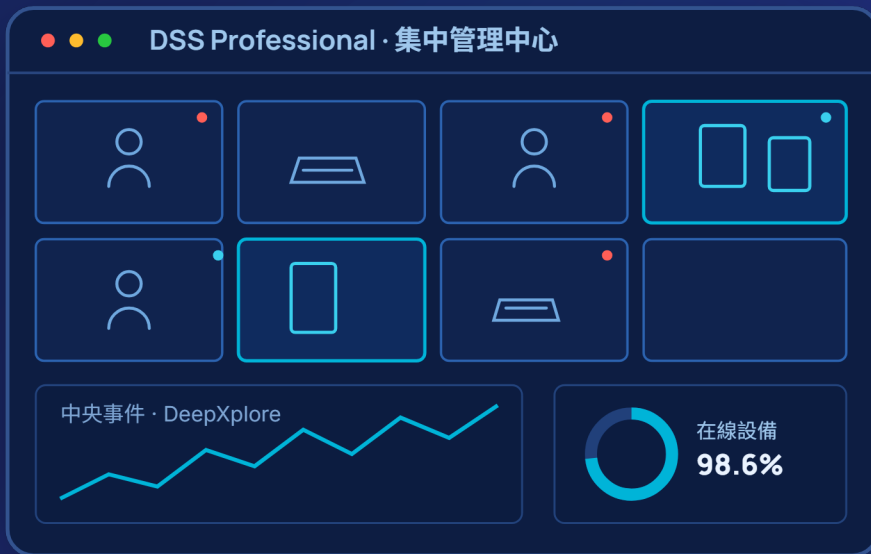 DSS Professional · 集中管理中心
中央事件 · DeepXplore
在線設備
98.6%